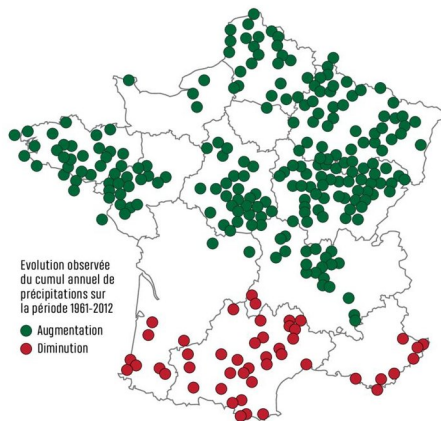 Evolution observée
du cumul annuel de
précipitations sur
la période 1961-2012
Augmentation
Diminution